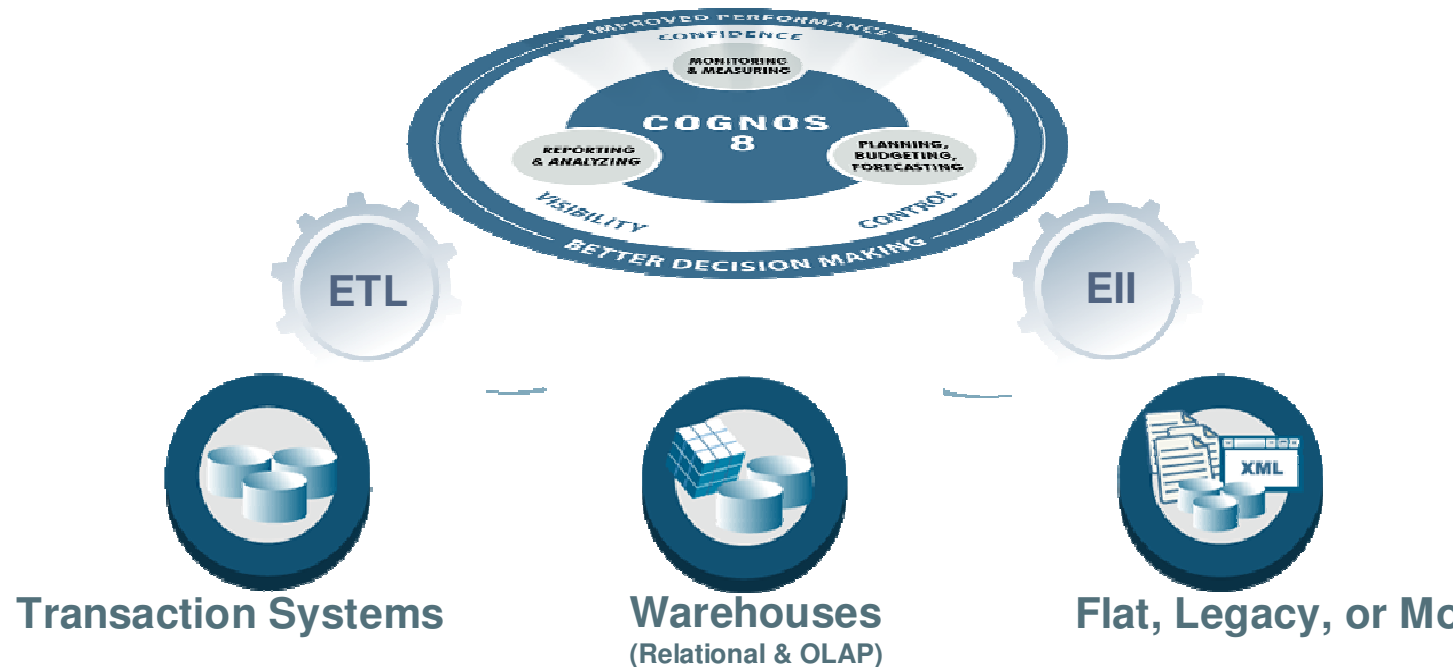 IMPROVED PERFORMANCE
CONFIDENCE
MONITORING
& MEASURING
COGNOS
8
REPORTING
& ANALYZING
PLANNING,
BUDGETING,
FORECASTING
VISIBILITY
CONTROL
BETTER DECISION MAKING
ETL
EII
XML
Transaction Systems
Warehouses
(Relational & OLAP)
Flat, Legacy, or Mo